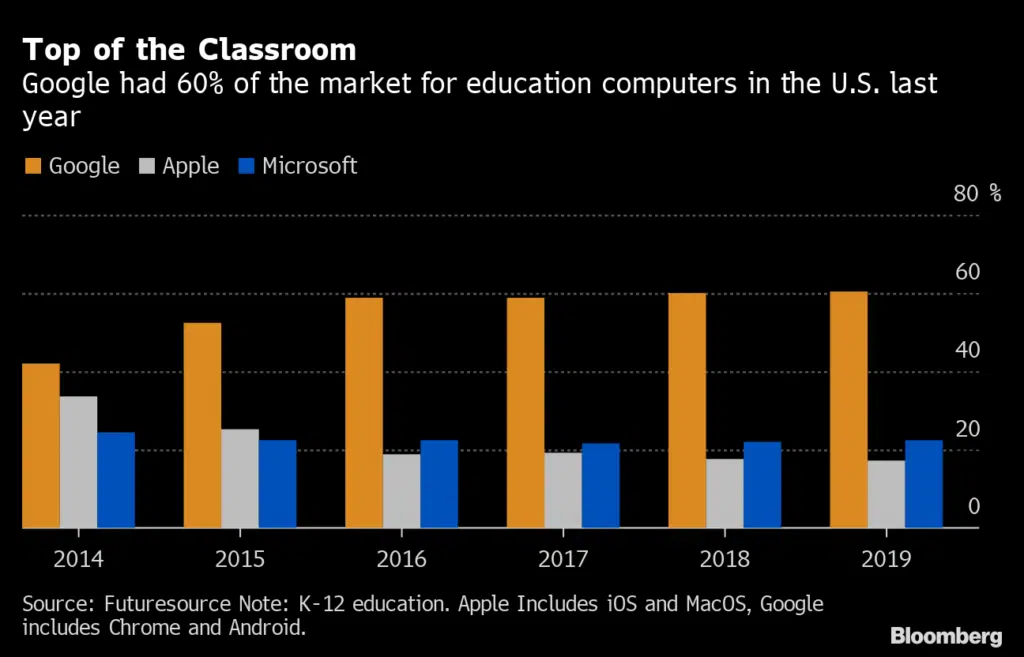 Top of the Classroom
Google had 60% of the market for education computers in the U.S. last
year
Google Apple Microsoft
80 %
60
40
20
0
2014 2015 2016 2017 2018 2019
Source: Futuresource Note: K-12 education. Apple Includes iOS and MacOS, Google
includes Chrome and Android.
Bloomberg